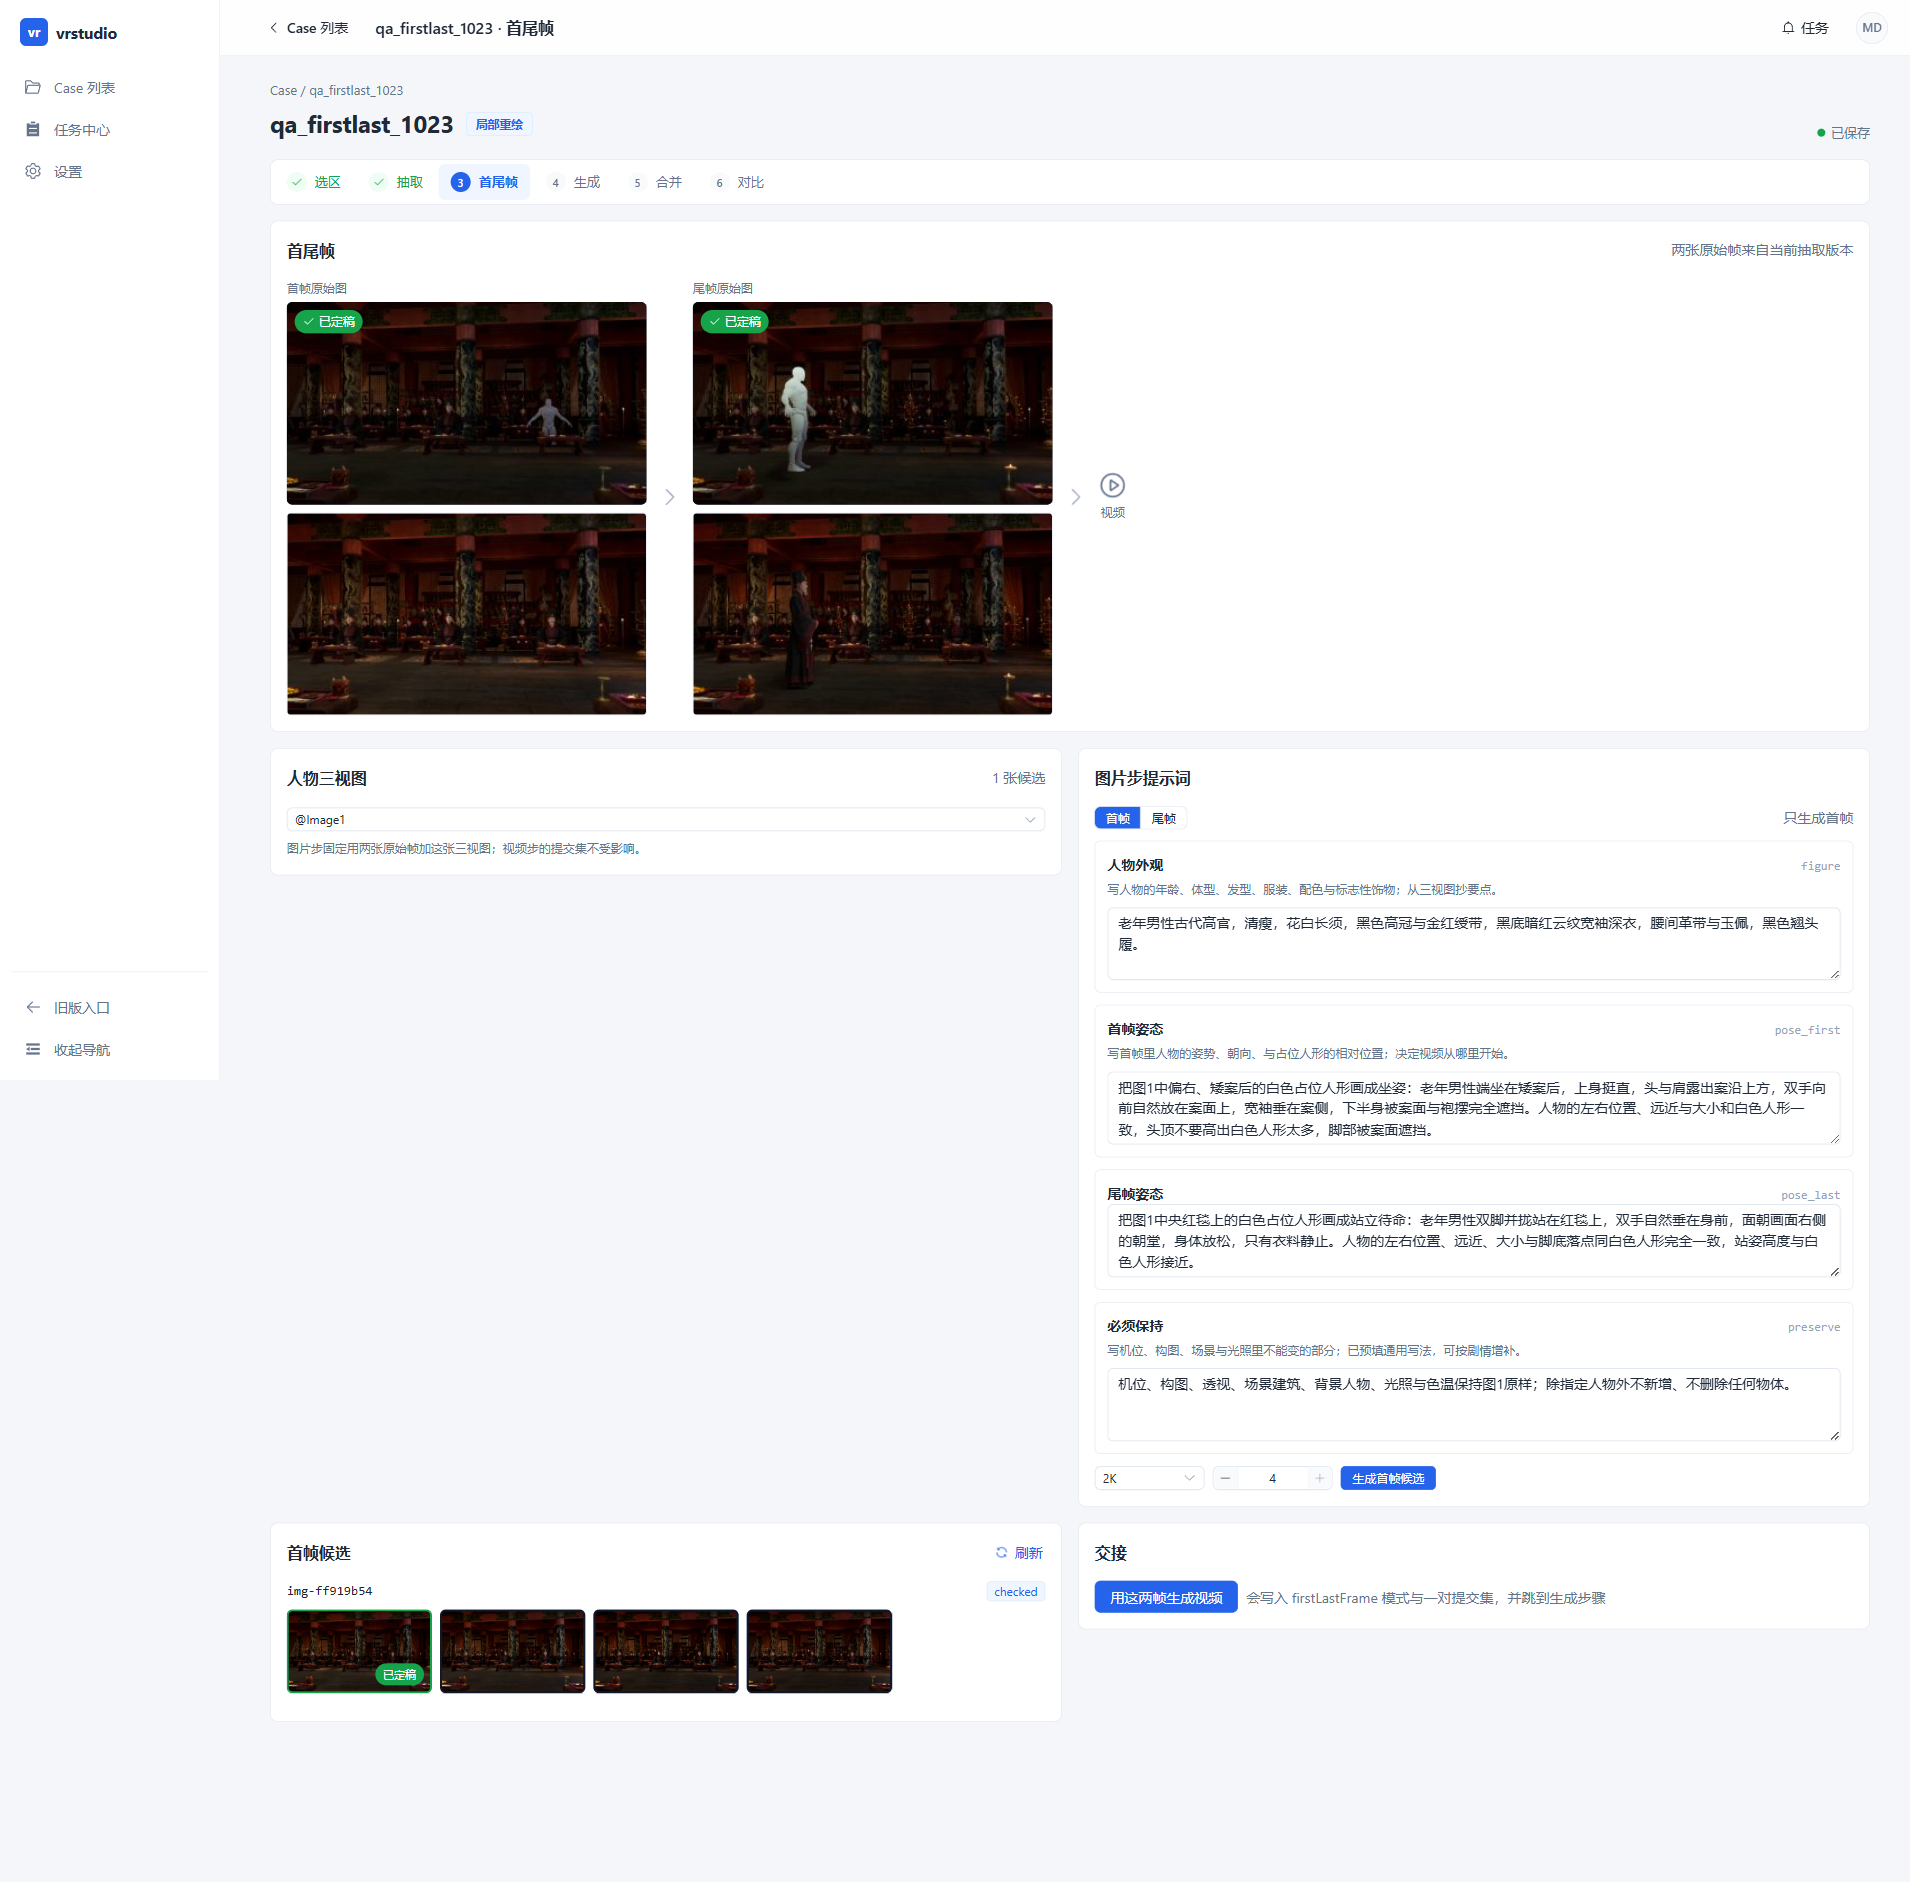 vr vrstudio
Case 列表
任务中心
设置
旧版入口
收起导航
Case 列表 qa_firstlast_1023 · 首尾帧
任务 MD
Case / qa_firstlast_1023
qa_firstlast_1023 局部重绘
已保存
选区 抽取 3 首尾帧 4 生成 5 合并 6 对比
首尾帧 两张原始帧来自当前抽取版本
首帧原始图 尾帧原始图
已定稿 已定稿
视频
人物三视图 1 张候选
@Image1
图片步固定用两张原始帧加这张三视图；视频步的提交集不受影响。
图片步提示词
首帧 尾帧 只生成首帧
人物外观 figure
写人物的年龄、体型、发型、服装、配色与标志性饰物；从三视图抄要点。
老年男性古代高官，清瘦，花白长须，黑色高冠与金红绶带，黑底暗红云纹宽袖深衣，腰间革带与玉佩，黑色翘头
履。
首帧姿态 pose_first
写首帧里人物的姿势、朝向、与占位人形的相对位置；决定视频从哪里开始。
把图1中偏右、矮案后的白色占位人形画成坐姿：老年男性端坐在矮案后，上身挺直，头与肩露出案沿上方，双手向
前自然放在案面上，宽袖垂在案侧，下半身被案面与袍摆完全遮挡。人物的左右位置、远近与大小和白色人形一
致，头顶不要高出白色人形太多，脚部被案面遮挡。
尾帧姿态 pose_last
把图1中央红毯上的白色占位人形画成站立待命：老年男性双脚并拢站在红毯上，双手自然垂在身前，面朝画面右侧
的朝堂，身体放松，只有衣料静止。人物的左右位置、远近、大小与脚底落点同白色人形完全一致，站姿高度与白
色人形接近。
必须保持 preserve
写机位、构图、场景与光照里不能变的部分；已预填通用写法，可按剧情增补。
机位、构图、透视、场景建筑、背景人物、光照与色温保持图1原样；除指定人物外不新增、不删除任何物体。
2K 4 生成首帧候选
首帧候选 刷新
img-ff919b54 checked
已定稿
交接
用这两帧生成视频 会写入 firstLastFrame 模式与一对提交集，并跳到生成步骤